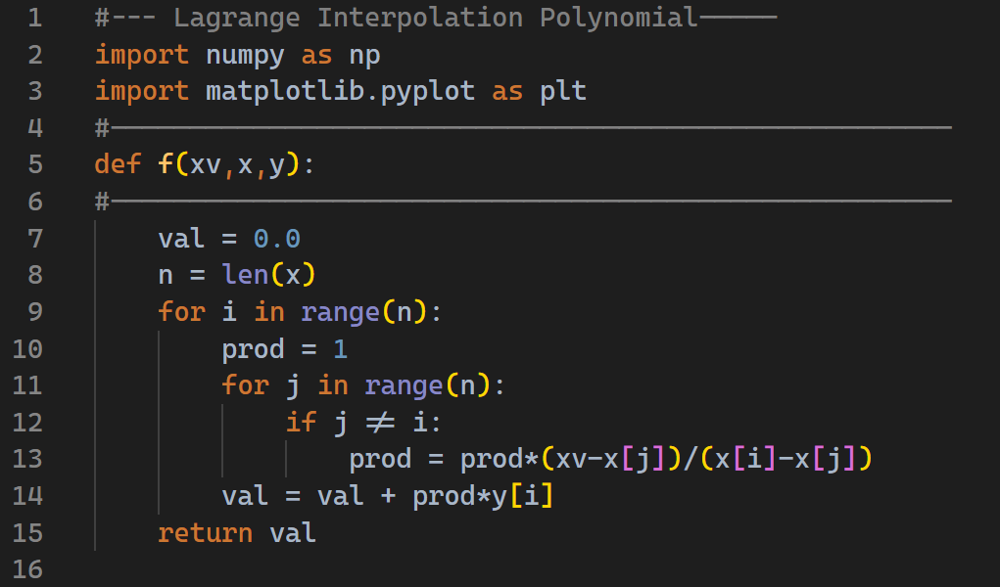 1 #--- Lagrange Interpolation Polynomial-----
2 import numpy as np
3 import matplotlib.pyplot as plt
4 #-----------------------------------------------------
5 def f(xv,x,y):
6 #-----------------------------------------------------
7     val = 0.0
8     n = len(x)
9     for i in range(n):
10         prod = 1
11         for j in range(n):
12             if j != i:
13                 prod = prod*(xv-x[j])/(x[i]-x[j])
14         val = val + prod*y[i]
15     return val
16